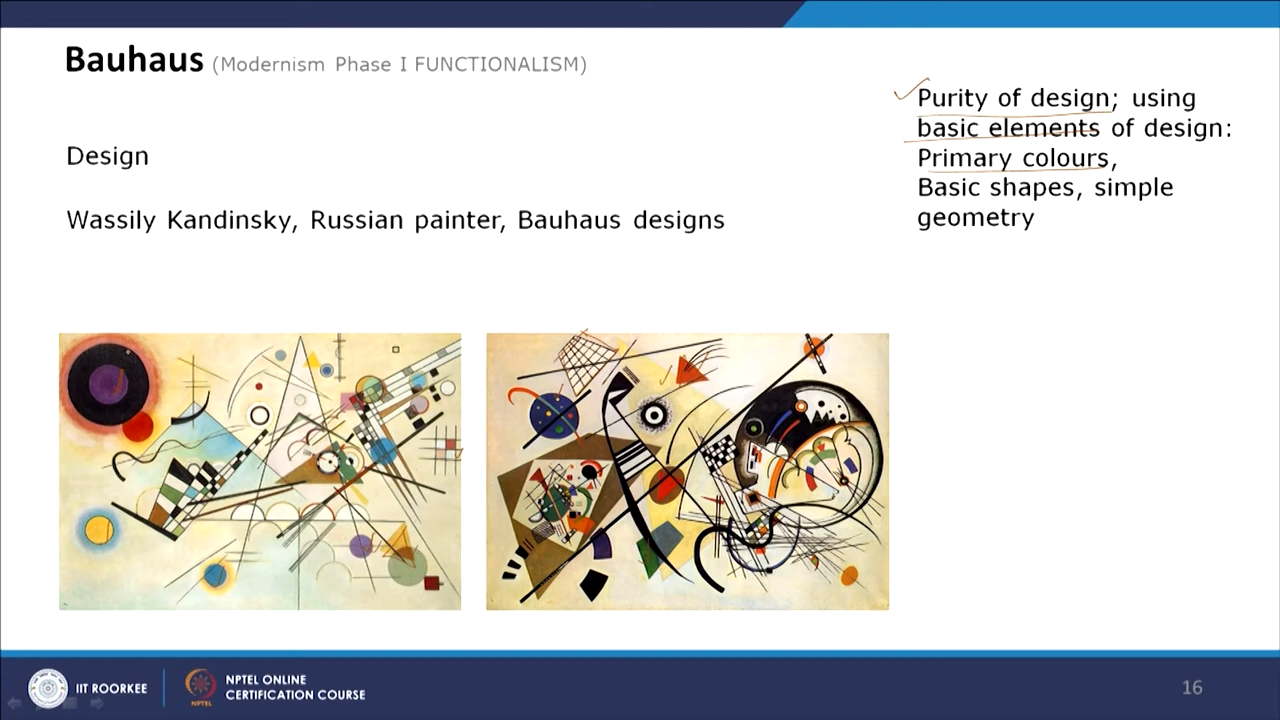 Bauhaus (Modernism Phase I FUNCTIONALISM)
Purity of design; using
basic elements of design:
Primary colours,
Basic shapes, simple
geometry
Design
Wassily Kandinsky, Russian painter, Bauhaus designs
IIT ROORKEE
NPTEL
NPTEL ONLINE
CERTIFICATION COURSE
16